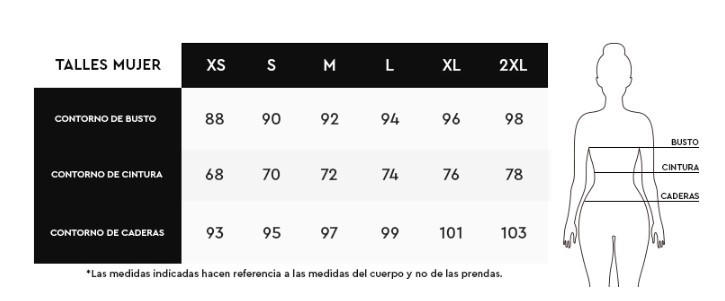 TALLES MUJER XS S M L XL 2XL
CONTORNO DE BUSTO 88 90 92 94 96 98
CONTORNO DE CINTURA 68 70 72 74 76 78
CONTORNO DE CADERAS 93 95 97 99 101 103
*Las medidas indicadas hacen referencia a las medidas del cuerpo y no de las prendas.
BUSTO
CINTURA
CADERAS